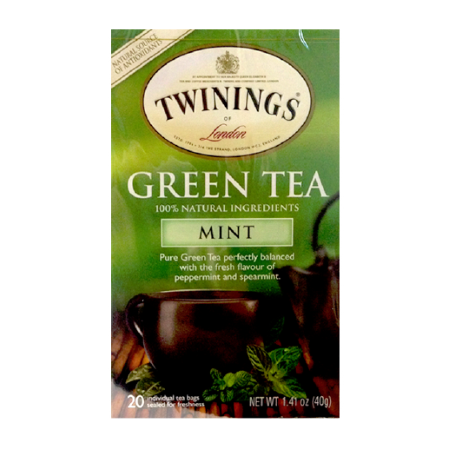 NATURAL SOURCE
OF ANTIOXIDANTS
TWININGS
OF
London
GREEN TEA
100% NATURAL INGREDIENTS
MINT
Pure Green Tea perfectly balanced
with the fresh flavour of
peppermint and spearmint.
20 individual tea bags
sealed for freshness
NET WT 1.41 oz (40g)